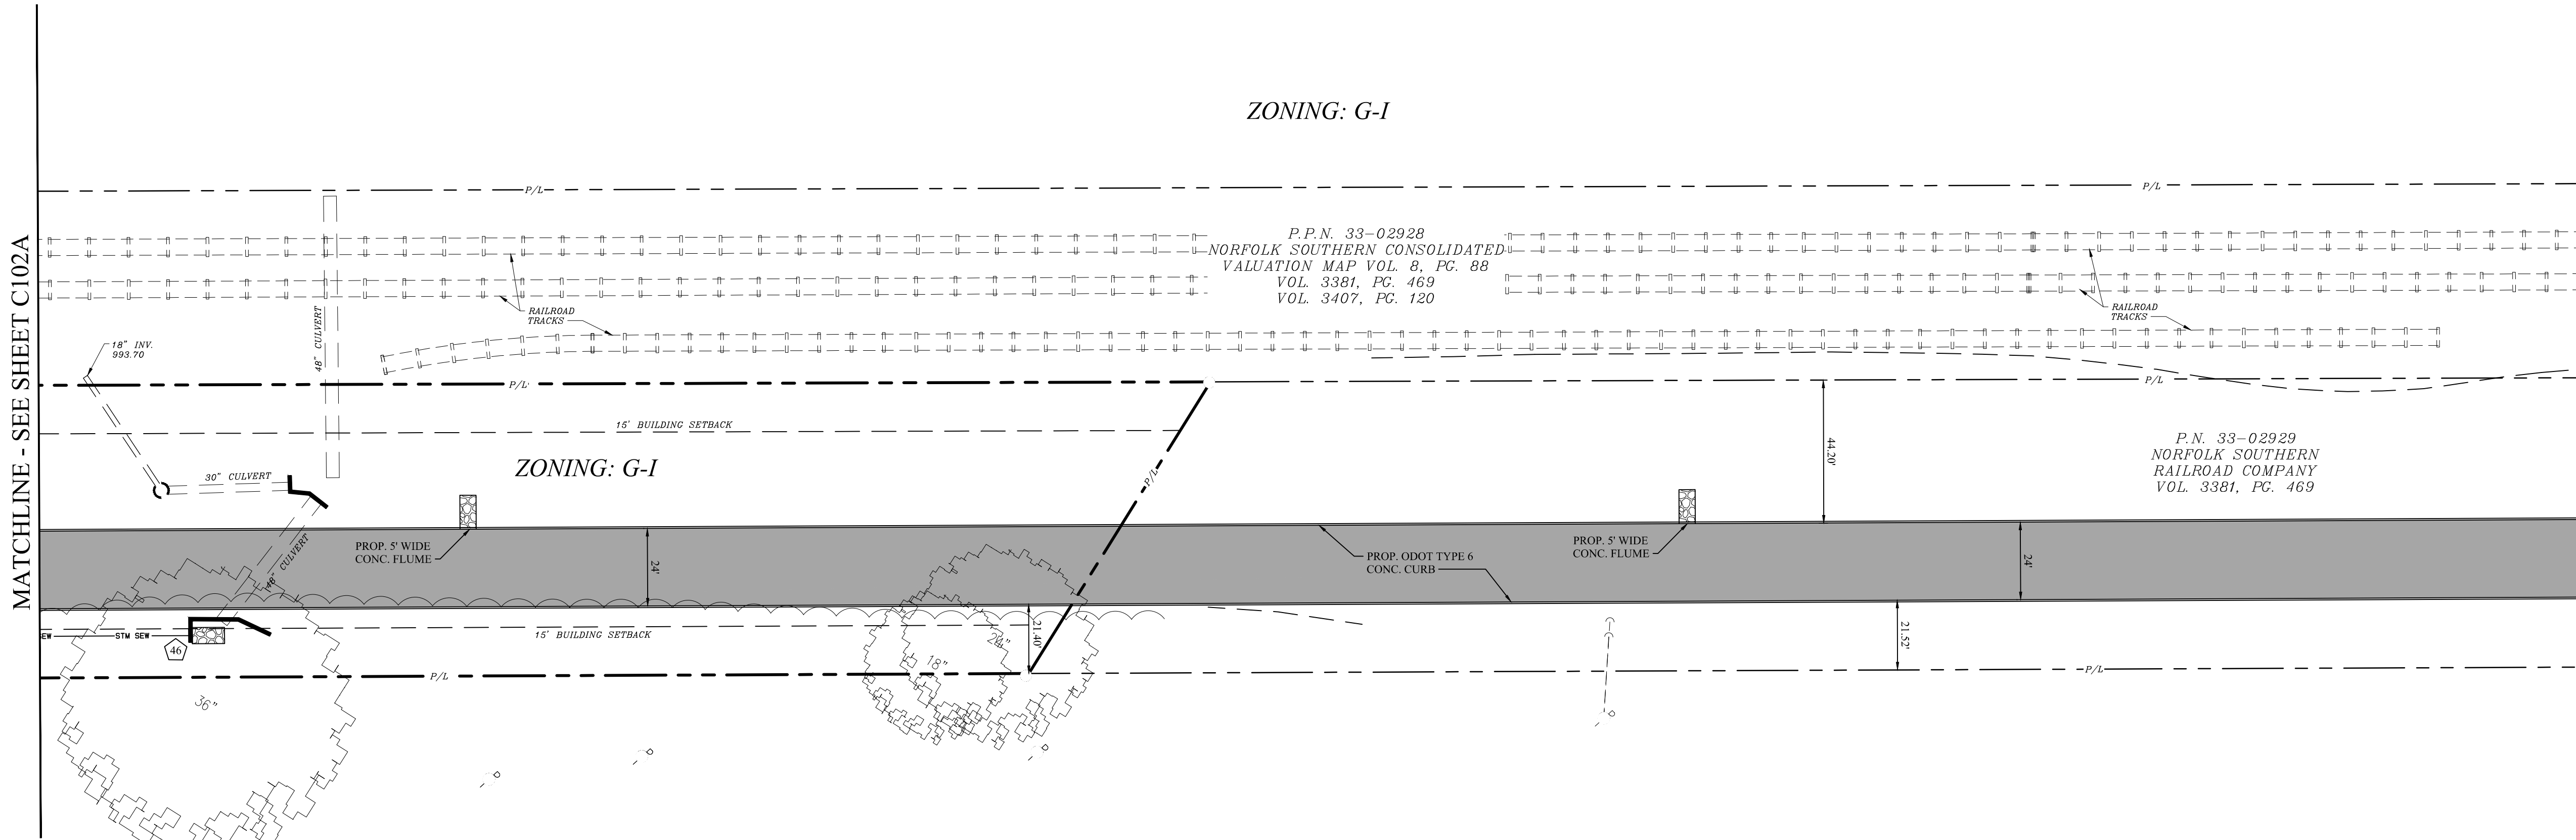 MATCHLINE - SEE SHEET C102A
ZONING: G-I
P/L
P/L
P.P.N. 33-02928
NORFOLK SOUTHERN CONSOLIDATED
VALUATION MAP VOL. 8, PG. 88
VOL. 3381, PG. 469
VOL. 3407, PG. 120
RAILROAD
TRACKS
RAILROAD
TRACKS
48" CULVERT
18" INV.
993.70
P/L
P/L
15' BUILDING SETBACK
44.20'
P.N. 33-02929
NORFOLK SOUTHERN
RAILROAD COMPANY
VOL. 3381, PG. 469
ZONING: G-I
30" CULVERT
P/L
PROP. 5' WIDE
CONC. FLUME
48" CULVERT
24'
PROP. ODOT TYPE 6
CONC. CURB
PROP. 5' WIDE
CONC. FLUME
24'
EW
STM SEW
46
15' BUILDING SETBACK
21.40'
24"
18"
21.52'
P/L
P/L
36"